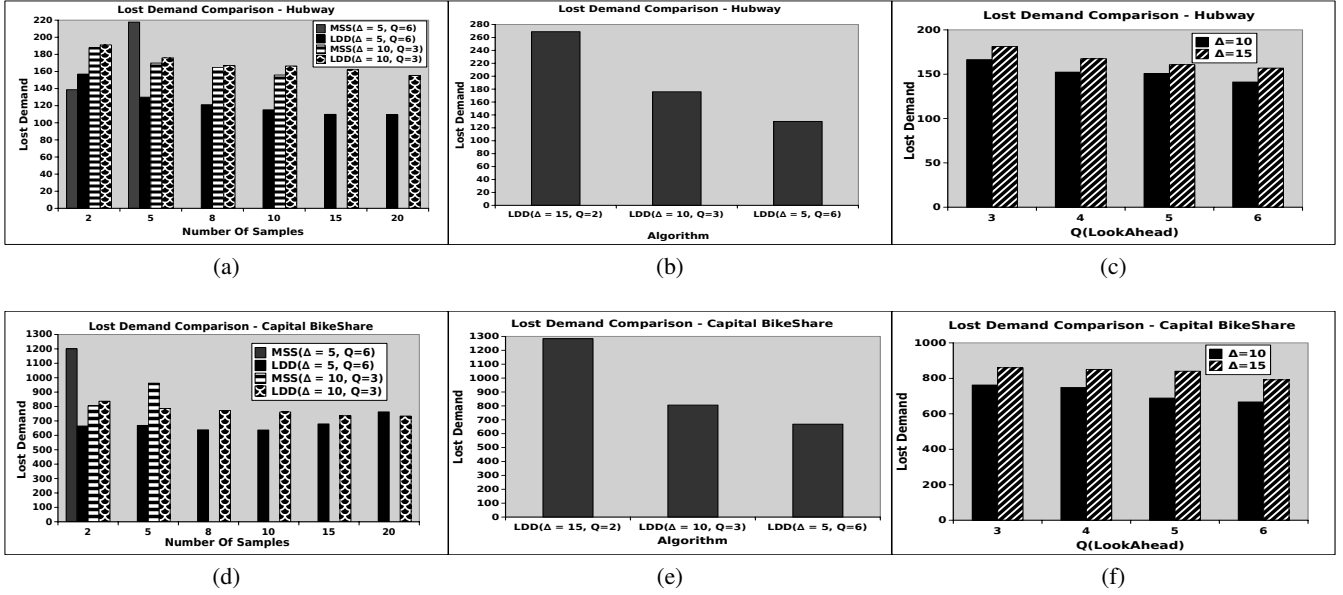 Lost Demand Comparison - Hubway
Lost Demand
220
200
180
160
140
120
100
80
60
40
20
0
MSS(Δ = 5, Q=6)
LDD(Δ = 5, Q=6)
MSS(Δ = 10, Q=3)
LDD(Δ = 10, Q=3)
2 5 8 10 15 20
Number Of Samples
(a)
Lost Demand Comparison - Hubway
Lost Demand
280
260
240
220
200
180
160
140
120
100
80
60
40
20
0
LDD(Δ = 15, Q=2) LDD(Δ = 10, Q=3) LDD(Δ = 5, Q=6)
Algorithm
(b)
Lost Demand Comparison - Hubway
Lost Demand
200
150
100
50
0
Δ=10
Δ=15
3 4 5 6
Q(LookAhead)
(c)
Lost Demand Comparison - Capital BikeShare
Lost Demand
1300
1200
1100
1000
900
800
700
600
500
400
300
200
100
0
MSS(Δ = 5, Q=6)
LDD(Δ = 5, Q=6)
MSS(Δ = 10, Q=3)
LDD(Δ = 10, Q=3)
2 5 8 10 15 20
Number Of Samples
(d)
Lost Demand Comparison - Capital BikeShare
Lost Demand
1300
1200
1100
1000
900
800
700
600
500
400
300
200
100
0
LDD(Δ = 15, Q=2) LDD(Δ = 10, Q=3) LDD(Δ = 5, Q=6)
Algorithm
(e)
Lost Demand Comparison - Capital BikeShare
Lost Demand
1000
800
600
400
200
0
Δ=10
Δ=15
3 4 5 6
Q(LookAhead)
(f)